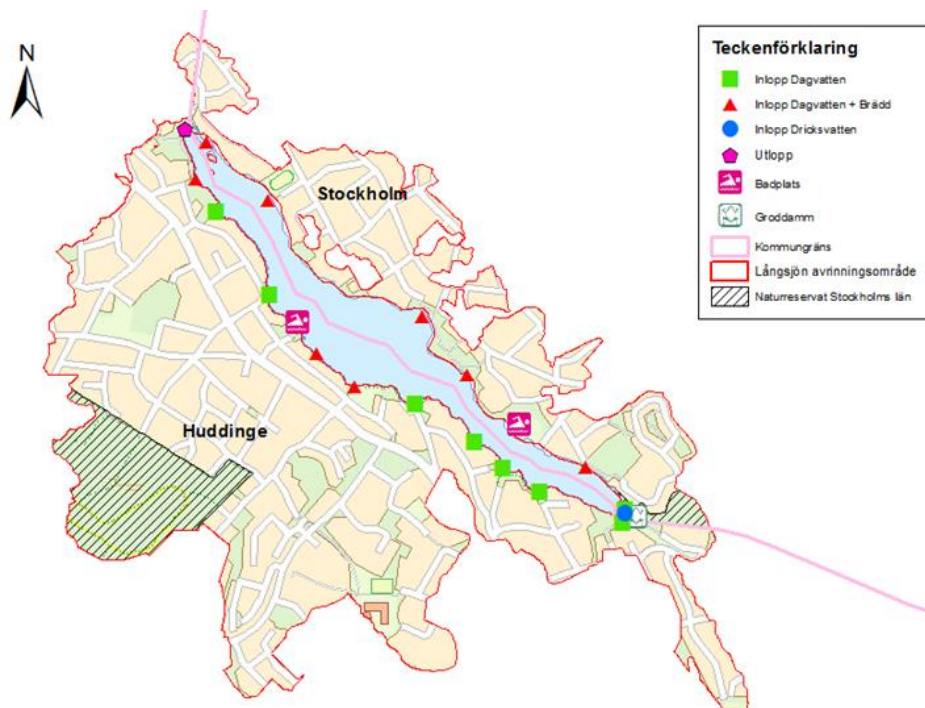 N
Stockholm
Huddinge
Teckenförklaring
Inlopp Dagvatten
Inlopp Dagvatten + Brädd
Inlopp Dricksvatten
Utlopp
Badplats
Groddamm
Kommungräns
Långsjön avrinningsområde
Naturreservat Stockholms län